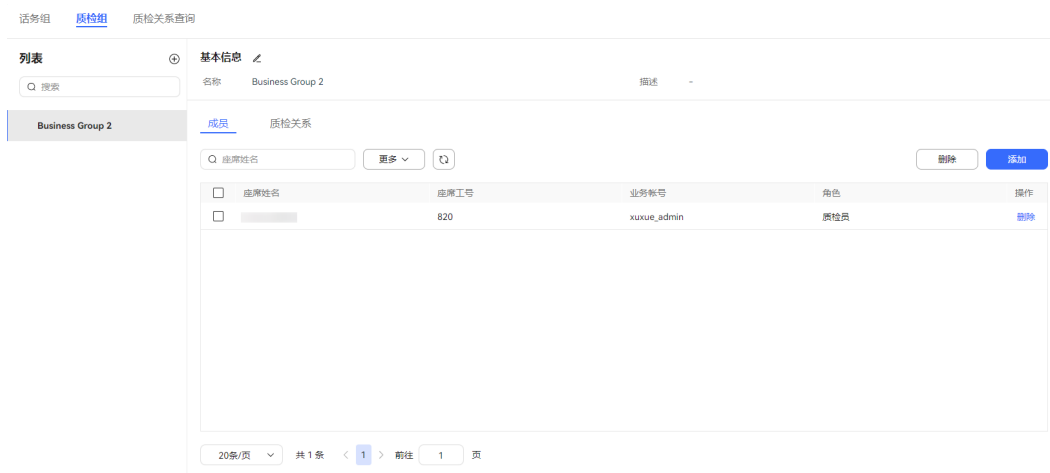 话务组 质检组 质检关系查询
列表
搜索
Business Group 2
基本信息
名称 Business Group 2 描述 -
成员 质检关系
座席姓名 更多 删除 添加
座席姓名 座席工号 业务帐号 角色 操作
820 xuxue_admin 质检员 删除
20条/页 共 1 条 1 前往 1 页